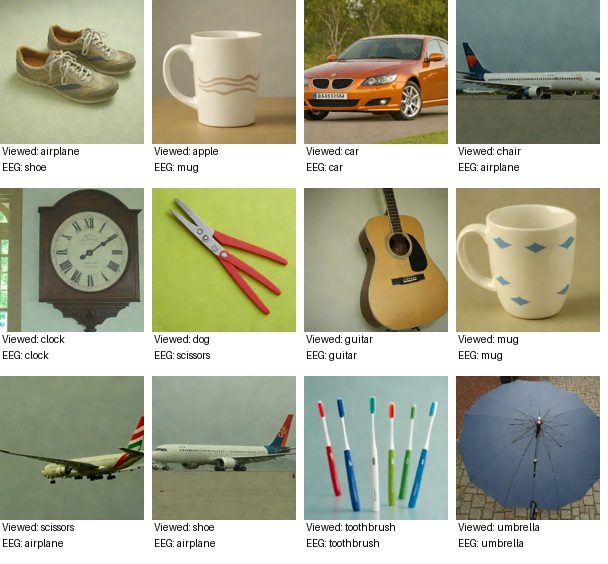 Viewed: airplane
EEG: shoe
Viewed: apple
EEG: mug
Viewed: car
EEG: car
Viewed: chair
EEG: airplane
Viewed: clock
EEG: clock
Viewed: dog
EEG: scissors
Viewed: guitar
EEG: guitar
Viewed: mug
EEG: mug
Viewed: scissors
EEG: airplane
Viewed: shoe
EEG: airplane
Viewed: toothbrush
EEG: toothbrush
Viewed: umbrella
EEG: umbrella